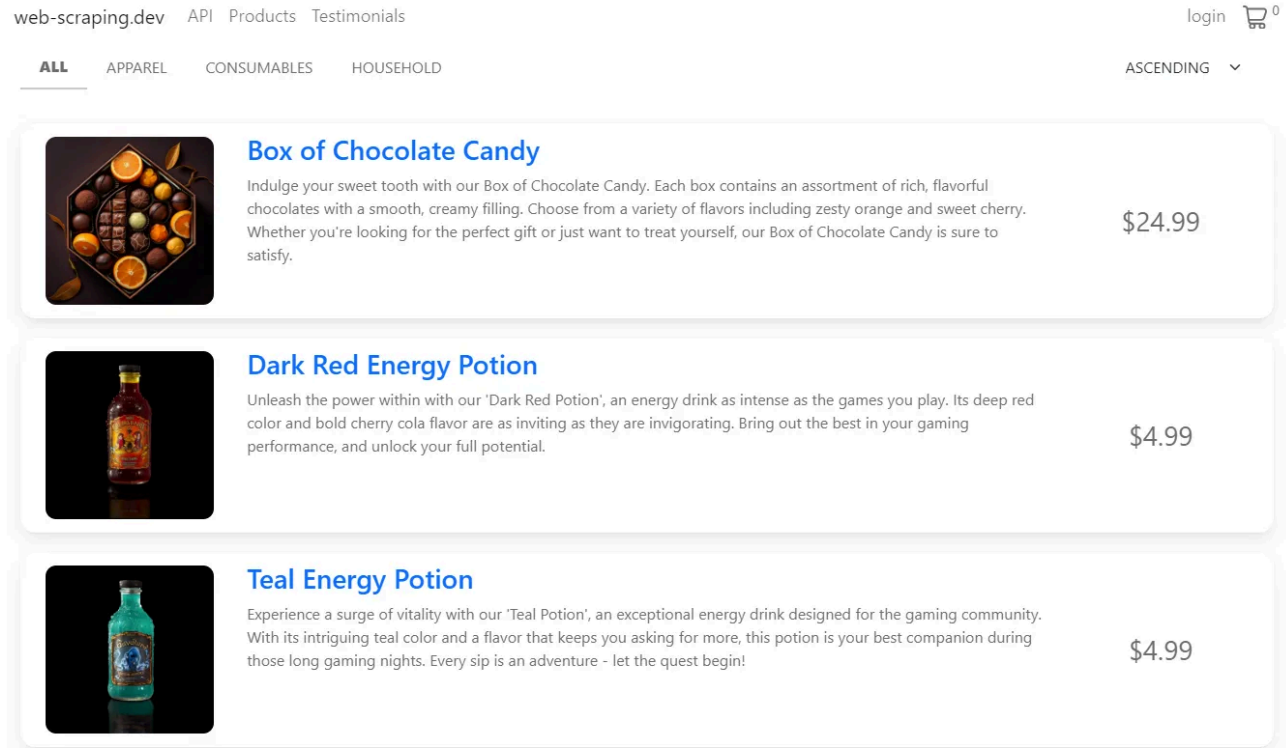 web-scraping.dev API Products Testimonials login 0
ALL APPAREL CONSUMABLES HOUSEHOLD ASCENDING
Box of Chocolate Candy
Indulge your sweet tooth with our Box of Chocolate Candy. Each box contains an assortment of rich, flavorful
chocolates with a smooth, creamy filling. Choose from a variety of flavors including zesty orange and sweet cherry.
Whether you're looking for the perfect gift or just want to treat yourself, our Box of Chocolate Candy is sure to
satisfy.
$24.99
Dark Red Energy Potion
Unleash the power within with our 'Dark Red Potion', an energy drink as intense as the games you play. Its deep red
color and bold cherry cola flavor are as inviting as they are invigorating. Bring out the best in your gaming
performance, and unlock your full potential.
$4.99
Teal Energy Potion
Experience a surge of vitality with our 'Teal Potion', an exceptional energy drink designed for the gaming community.
With its intriguing teal color and a flavor that keeps you asking for more, this potion is your best companion during
those long gaming nights. Every sip is an adventure - let the quest begin!
$4.99